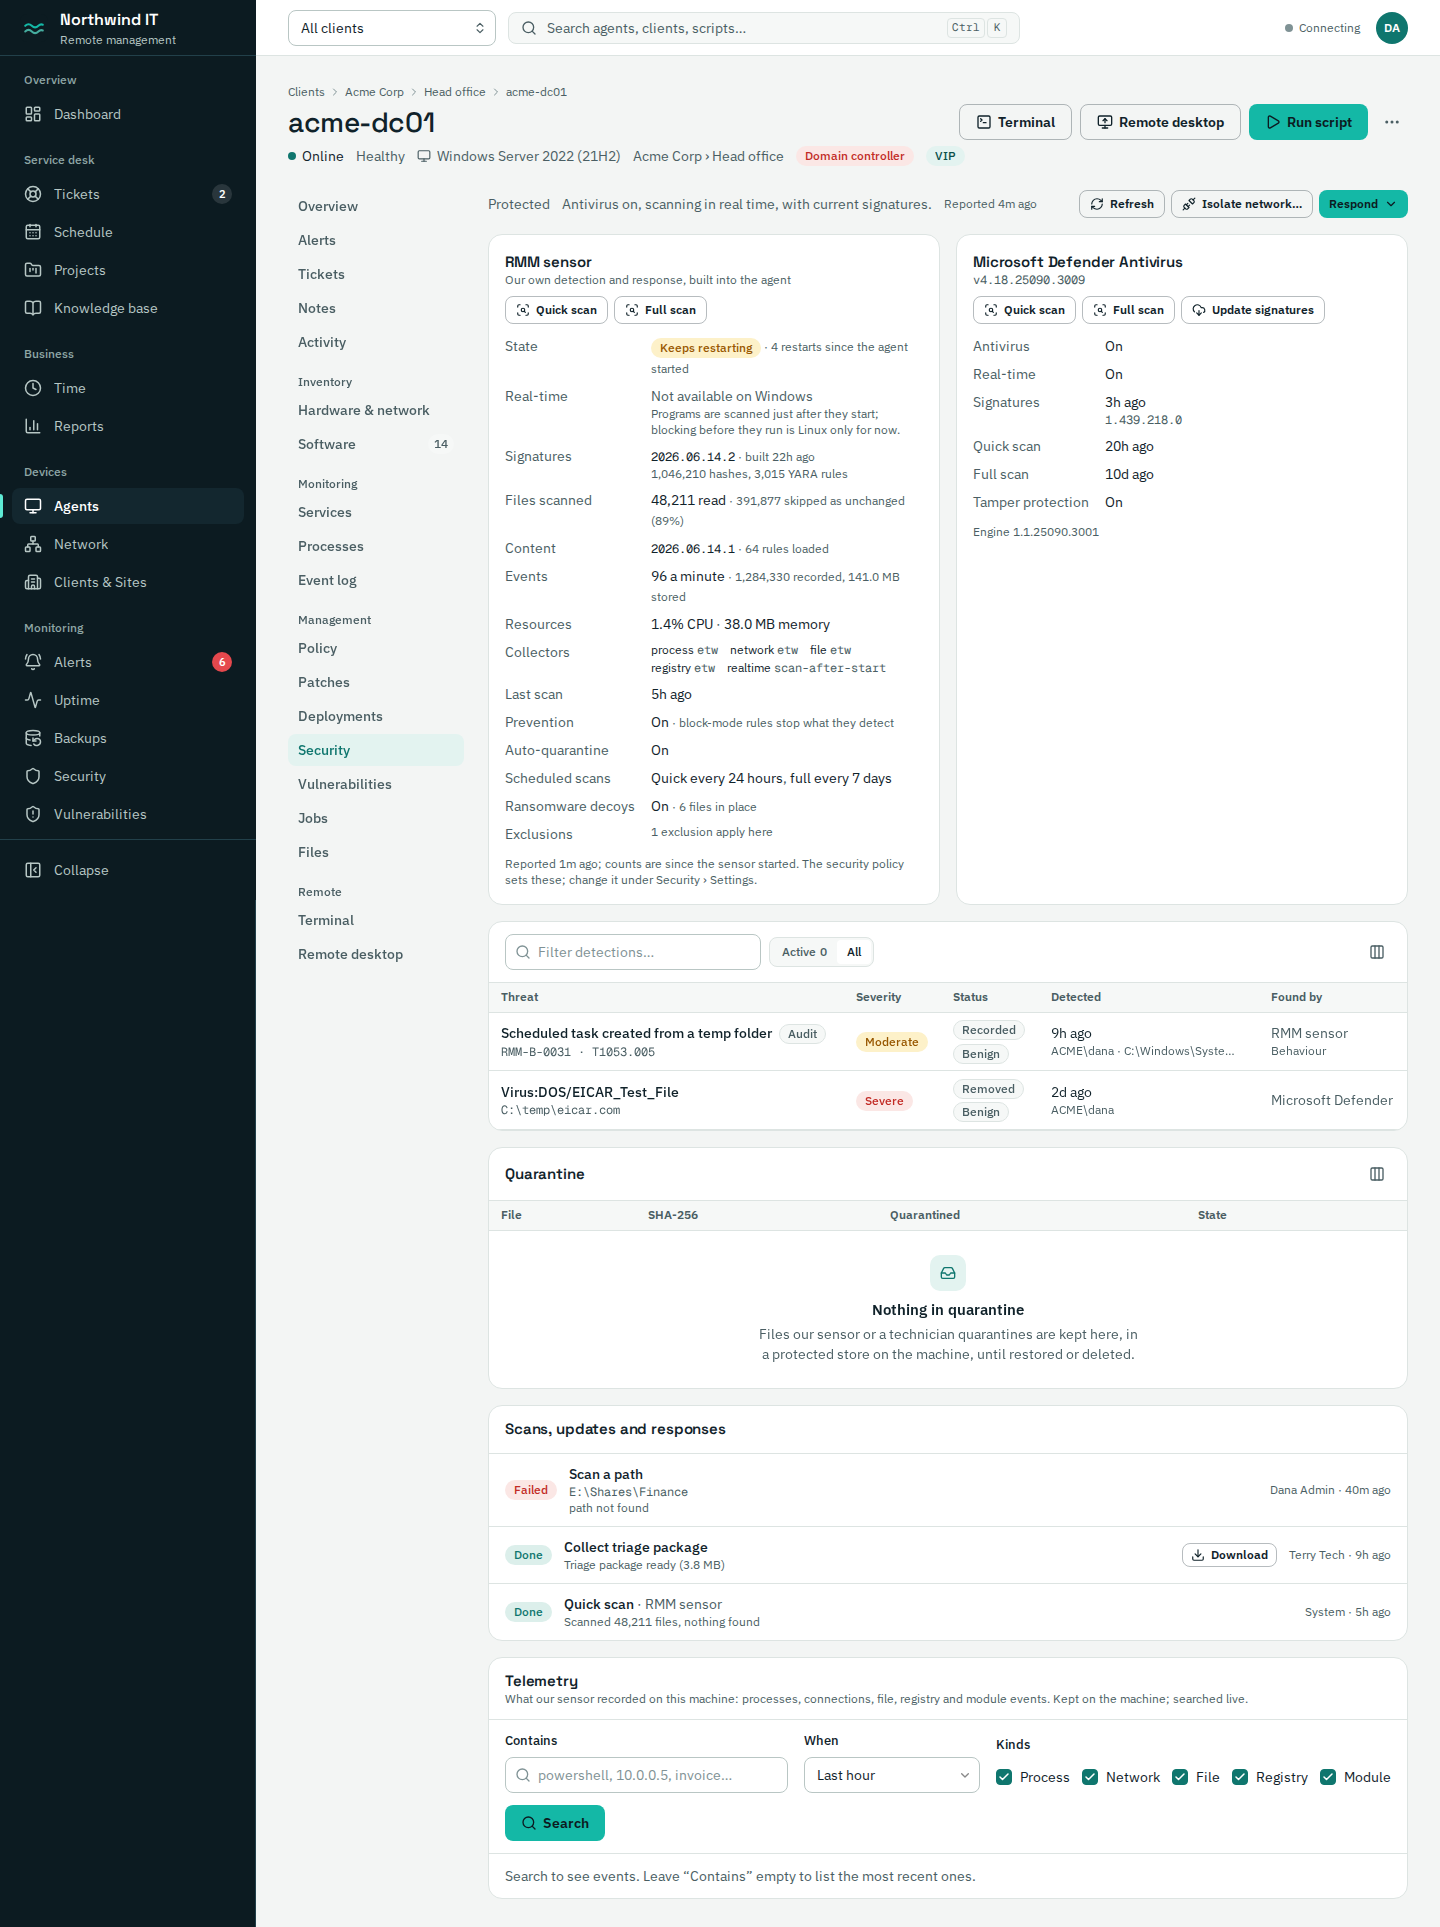 Northwind IT
Remote management
Overview
Dashboard
Service desk
Tickets 2
Schedule
Projects
Knowledge base
Business
Time
Reports
Devices
Agents
Network
Clients & Sites
Monitoring
Alerts 6
Uptime
Backups
Security
Vulnerabilities
Collapse
All clients
Search agents, clients, scripts... Ctrl K
Connecting DA
Clients > Acme Corp > Head office > acme-dc01
acme-dc01
Terminal Remote desktop Run script
Online Healthy Windows Server 2022 (21H2) Acme Corp › Head office Domain controller VIP
Overview
Alerts
Tickets
Notes
Activity
Inventory
Hardware & network
Software 14
Monitoring
Services
Processes
Event log
Management
Policy
Patches
Deployments
Security
Vulnerabilities
Jobs
Files
Remote
Terminal
Remote desktop
Protected Antivirus on, scanning in real time, with current signatures. Reported 4m ago
Refresh Isolate network... Respond
RMM sensor
Our own detection and response, built into the agent
Quick scan Full scan
State Keeps restarting · 4 restarts since the agent
started
Real-time Not available on Windows
Programs are scanned just after they start;
blocking before they run is Linux only for now.
Signatures 2026.06.14.2 · built 22h ago
1,046,210 hashes, 3,015 YARA rules
Files scanned 48,211 read · 391,877 skipped as unchanged
(89%)
Content 2026.06.14.1 · 64 rules loaded
Events 96 a minute · 1,284,330 recorded, 141.0 MB
stored
Resources 1.4% CPU · 38.0 MB memory
Collectors process etw network etw file etw
registry etw realtime scan-after-start
Last scan 5h ago
Prevention On · block-mode rules stop what they detect
Auto-quarantine On
Scheduled scans Quick every 24 hours, full every 7 days
Ransomware decoys On · 6 files in place
Exclusions 1 exclusion apply here
Reported 1m ago; counts are since the sensor started. The security policy
sets these; change it under Security › Settings.
Microsoft Defender Antivirus
v4.18.25090.3009
Quick scan Full scan Update signatures
Antivirus On
Real-time On
Signatures 3h ago
1.439.218.0
Quick scan 20h ago
Full scan 10d ago
Tamper protection On
Engine 1.1.25090.3001
Filter detections... Active 0 All
Threat Severity Status Detected Found by
Scheduled task created from a temp folder Audit
RMM-B-0031 · T1053.005
Moderate
Recorded
Benign
9h ago
ACME\dana · C:\Windows\Syste...
RMM sensor
Behaviour
Virus:DOS/EICAR_Test_File
C:\temp\eicar.com
Severe
Removed
Benign
2d ago
ACME\dana
Microsoft Defender
Quarantine
File SHA-256 Quarantined State
Nothing in quarantine
Files our sensor or a technician quarantines are kept here, in
a protected store on the machine, until restored or deleted.
Scans, updates and responses
Failed
Scan a path
E:\Shares\Finance
path not found
Dana Admin · 40m ago
Done
Collect triage package
Triage package ready (3.8 MB)
Download Terry Tech · 9h ago
Done
Quick scan · RMM sensor
Scanned 48,211 files, nothing found
System · 5h ago
Telemetry
What our sensor recorded on this machine: processes, connections, file, registry and module events. Kept on the machine; searched live.
Contains When Kinds
powershell, 10.0.0.5, invoice... Last hour Process Network File Registry Module
Search
Search to see events. Leave “Contains” empty to list the most recent ones.